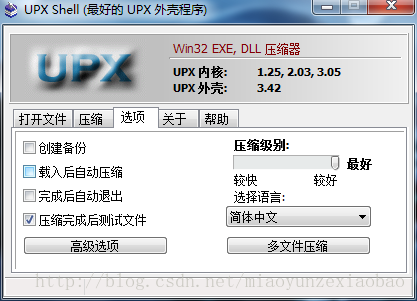 UPX Shell (最好的 UPX 外壳程序)
UPX
Win32 EXE, DLL 压缩器
UPX 内核: 1.25, 2.03, 3.05
UPX 外壳: 3.42
打开文件 压缩 选项 关于 帮助
创建备份
载入后自动压缩
完成后自动退出
压缩完成后测试文件
高级选项
压缩级别:
最好
较快 较好
选择语言:
简体中文
多文件压缩
http://blog.csdn.net/miaoyunzexiaobao